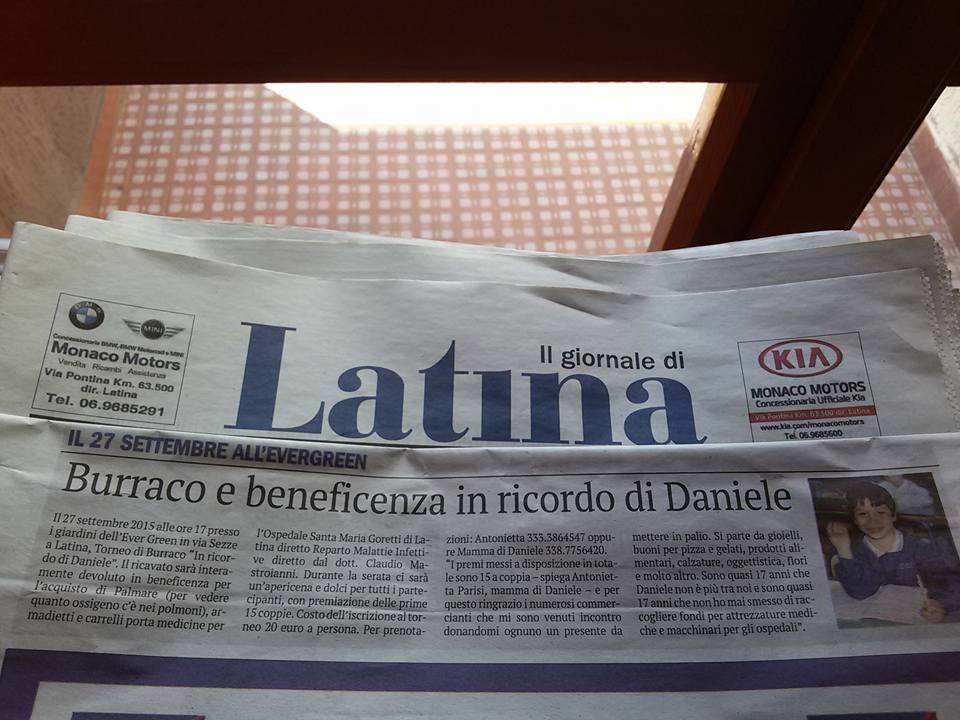 BMW
MINI
Concessionaria BMW, BMW Motorrad e MINI
Monaco Motors
Vendita Ricambi Assistenza
Via Pontina Km. 63.500
dir. Latina
Tel. 06.9685291
Il giornale di
Latina
KIA
MONACO MOTORS
Concessionaria Ufficiale Kia
Via Pontina Km. 63.500 dir. Latina
www.kia.com/monacomotors
Tel. 06.9685600
IL 27 SETTEMBRE ALL'EVERGREEN
Burraco e beneficenza in ricordo di Daniele
Il 27 settembre 2015 alle ore 17 presso
i giardini dell'Ever Green in via Sezze
a Latina, Torneo di Burraco "In ricor-
do di Daniele". Il ricavato sarà intera-
mente devoluto in beneficenza per
l'acquisto di Palmare (per vedere
quanto ossigeno c'è nei polmoni), ar-
madietti e carrelli porta medicine per
l'Ospedale Santa Maria Goretti di La-
tina diretto Reparto Malattie Infetti-
ve diretto dal dott. Claudio Ma-
stroianni. Durante la serata ci sarà
un'apericena e dolci per tutti i parte-
cipanti, con premiazione delle prime
15 coppie. Costo dell'iscrizione al tor-
neo 20 euro a persona. Per prenota-
zioni: Antonietta 333.5864547 oppu-
re Mamma di Daniele 338.7756420.
"I premi messi a disposizione in tota-
le sono 15 a coppia – spiega Antoniet-
ta Parisi, mamma di Daniele – e per
questo ringrazio i numerosi commer-
cianti che mi sono venuti incontro
donandomi ognuno un presente da
mettere in palio. Si parte da gioielli,
buoni per pizza e gelati, prodotti ali-
mentari, calzature, oggettistica, fiori
e molto altro. Sono quasi 17 anni che
Daniele non è più tra noi e sono quasi
17 anni che non ho mai smesso di rac-
cogliere fondi per attrezzature medi-
che e macchinari per gli ospedali".